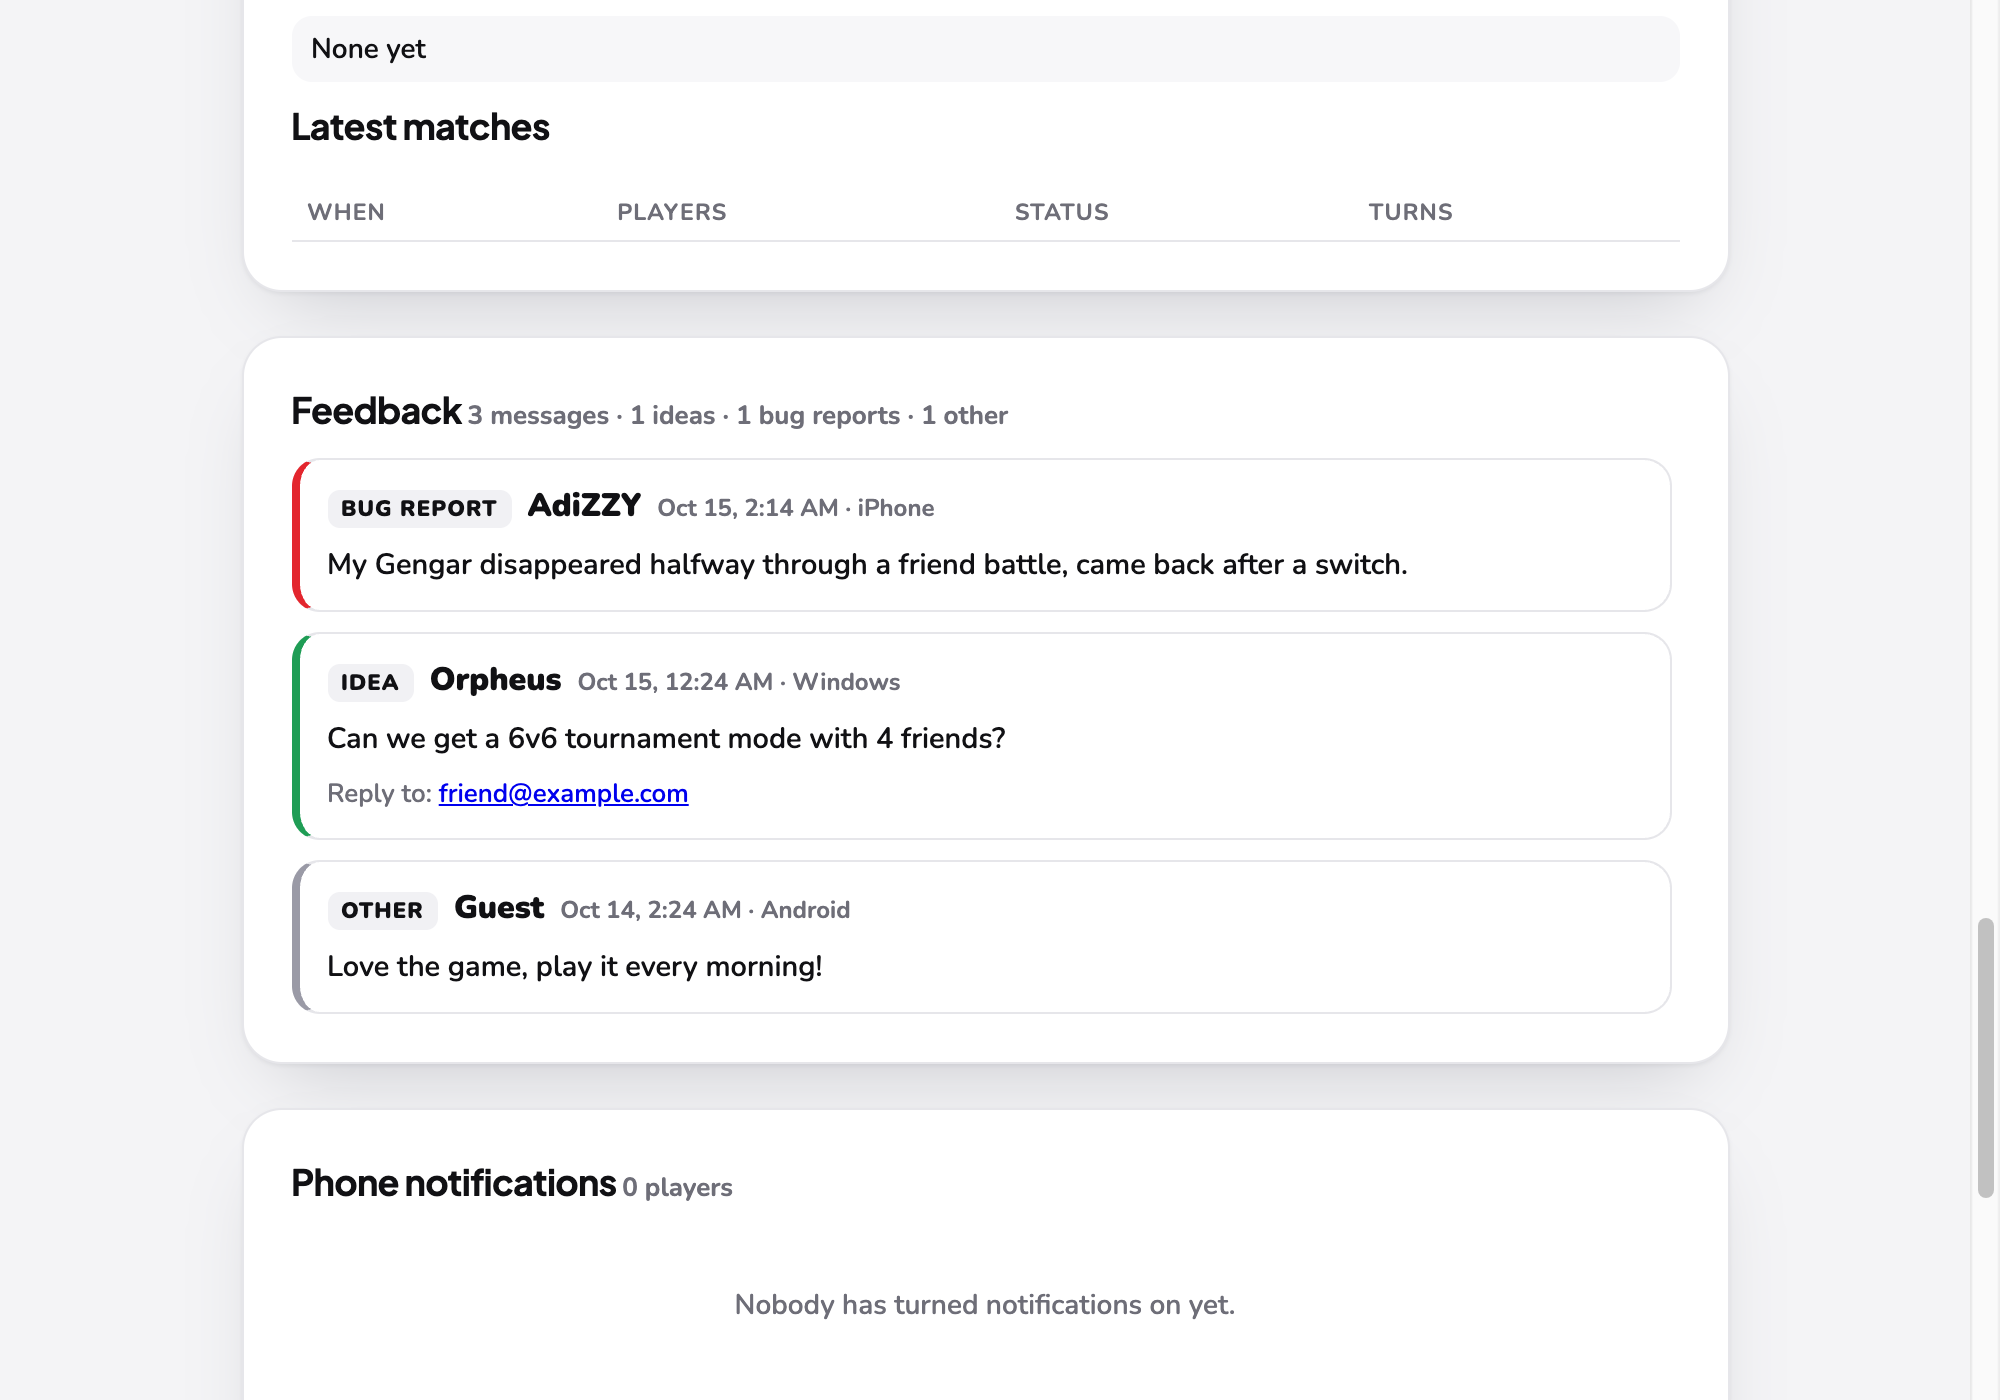 None yet
Latest matches
WHEN PLAYERS STATUS TURNS
Feedback 3 messages · 1 ideas · 1 bug reports · 1 other
BUG REPORT AdiZZY Oct 15, 2:14 AM · iPhone
My Gengar disappeared halfway through a friend battle, came back after a switch.
IDEA Orpheus Oct 15, 12:24 AM · Windows
Can we get a 6v6 tournament mode with 4 friends?
Reply to: friend@example.com
OTHER Guest Oct 14, 2:24 AM · Android
Love the game, play it every morning!
Phone notifications 0 players
Nobody has turned notifications on yet.